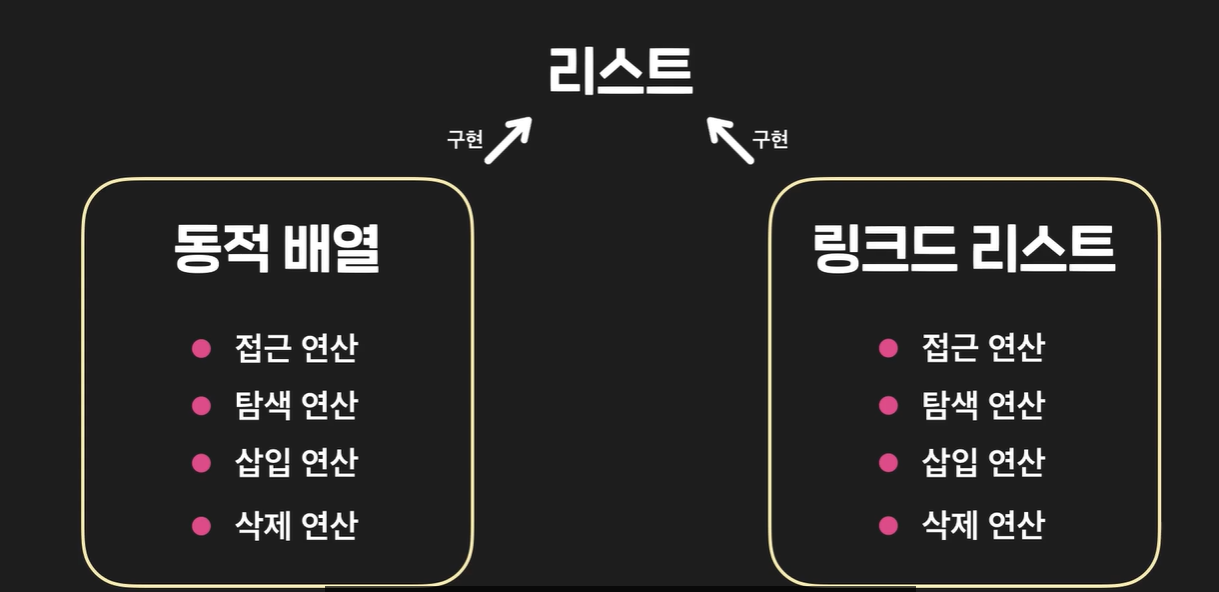 리스트
구현
구현
동적 배열
접근 연산
탐색 연산
삽입 연산
삭제 연산
링크드 리스트
접근 연산
탐색 연산
삽입 연산
삭제 연산